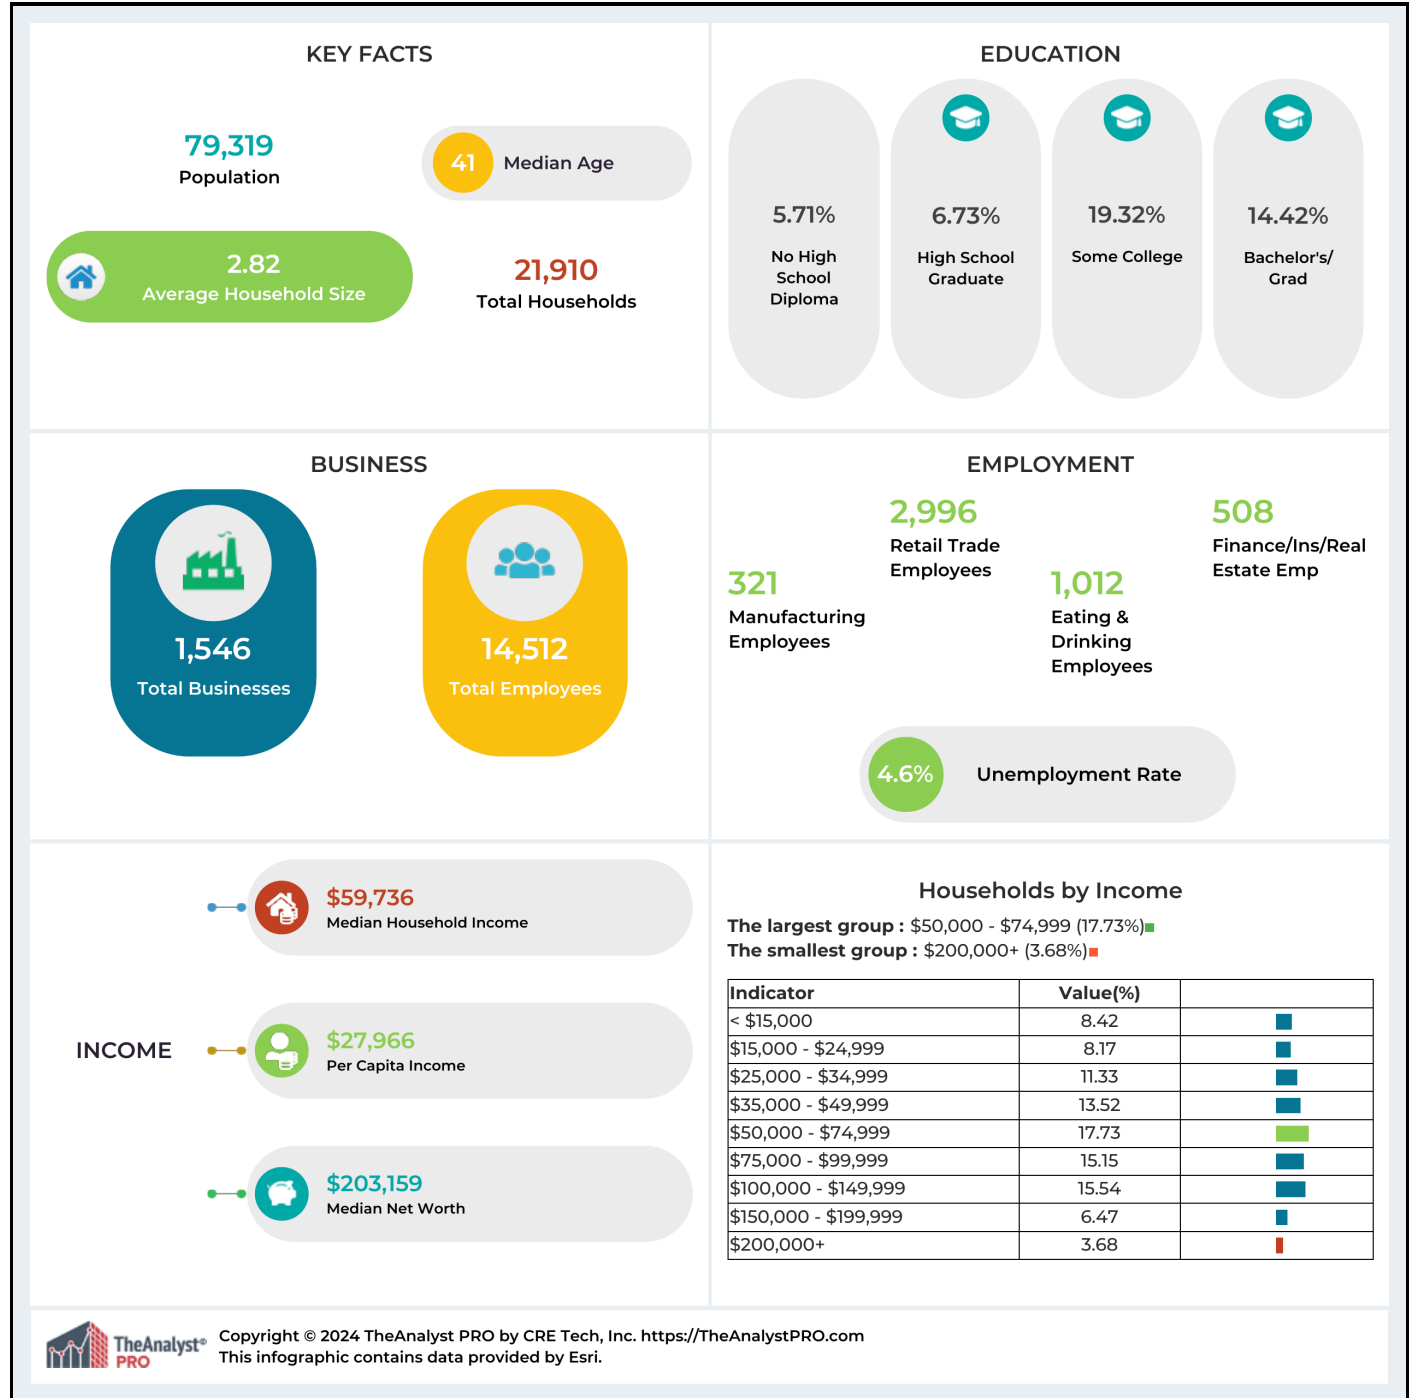 KEY FACTS
79,319
Population
41
Median Age
2.82
Average Household Size
21,910
Total Households
EDUCATION
5.71%
No High
School
Diploma
6.73%
High School
Graduate
19.32%
Some College
14.42%
Bachelor's/
Grad
BUSINESS
1,546
Total Businesses
14,512
Total Employees
EMPLOYMENT
321
Manufacturing
Employees
2,996
Retail Trade
Employees
1,012
Eating &
Drinking
Employees
508
Finance/Ins/Real
Estate Emp
4.6%
Unemployment Rate
INCOME
$59,736
Median Household Income
$27,966
Per Capita Income
$203,159
Median Net Worth
Households by Income
The largest group : $50,000 - $74,999 (17.73%)
The smallest group : $200,000+ (3.68%)
Indicator Value(%)
< $15,000 8.42
$15,000 - $24,999 8.17
$25,000 - $34,999 11.33
$35,000 - $49,999 13.52
$50,000 - $74,999 17.73
$75,000 - $99,999 15.15
$100,000 - $149,999 15.54
$150,000 - $199,999 6.47
$200,000+ 3.68
TheAnalyst©
PRO
Copyright © 2024 TheAnalyst PRO by CRE Tech, Inc. https://TheAnalystPRO.com
This infographic contains data provided by Esri.